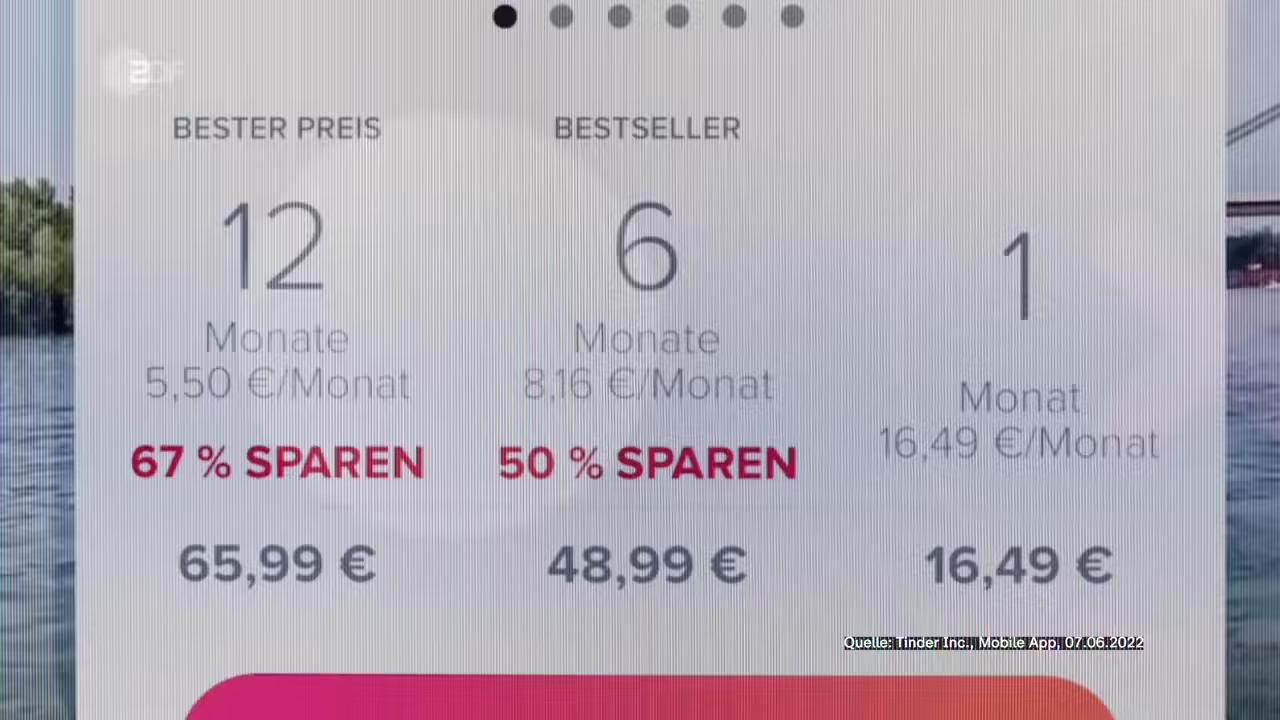 ZDF
BESTER PREIS
12
Monate
5,50 €/Monat
67 % SPAREN
65,99 €
BESTSELLER
6
Monate
8,16 €/Monat
50 % SPAREN
48,99 €
1
Monat
16,49 €/Monat
16,49 €
Quelle: Tinder Inc., Mobile App, 07.06.2022